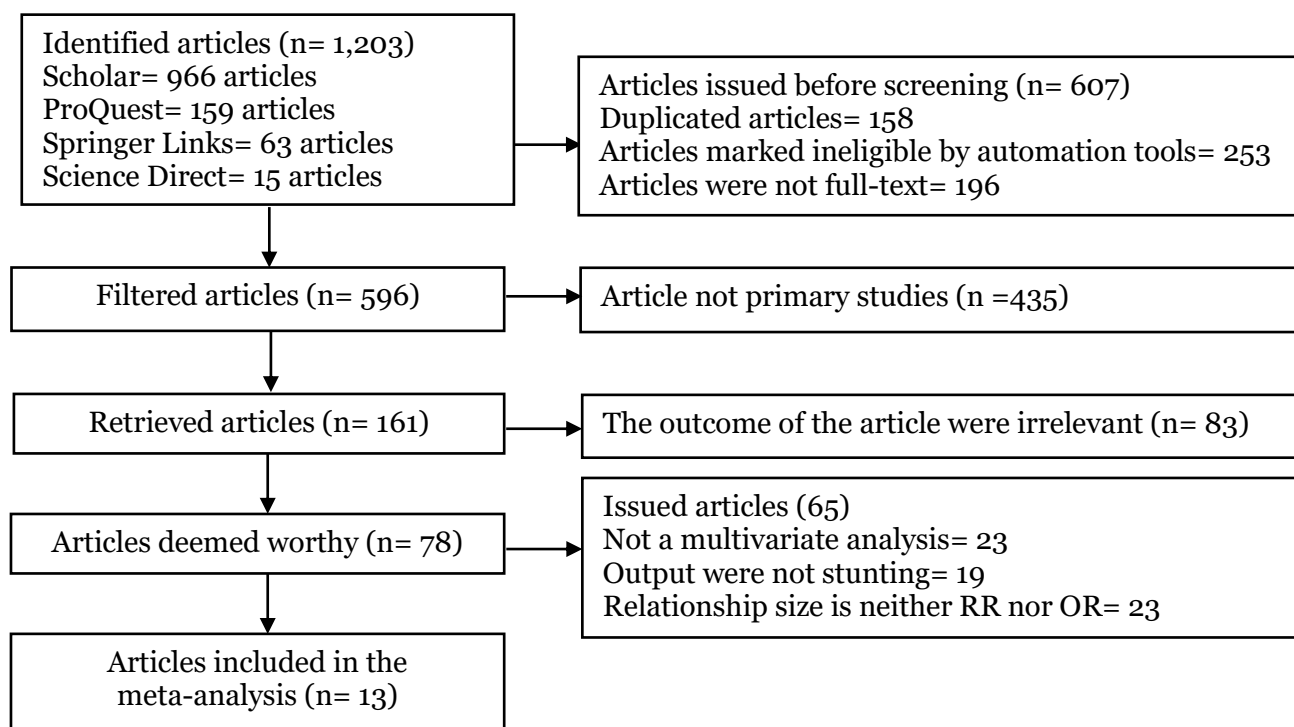 Identified articles (n= 1,203)
Scholar= 966 articles
ProQuest= 159 articles
Springer Links= 63 articles
Science Direct= 15 articles
Articles issued before screening (n= 607)
Duplicated articles= 158
Articles marked ineligible by automation tools= 253
Articles were not full-text= 196
Filtered articles (n= 596)
Article not primary studies (n =435)
Retrieved articles (n= 161)
The outcome of the article were irrelevant (n= 83)
Articles deemed worthy (n= 78)
Issued articles (65)
Not a multivariate analysis= 23
Output were not stunting= 19
Relationship size is neither RR nor OR= 23
Articles included in the
meta-analysis (n= 13)